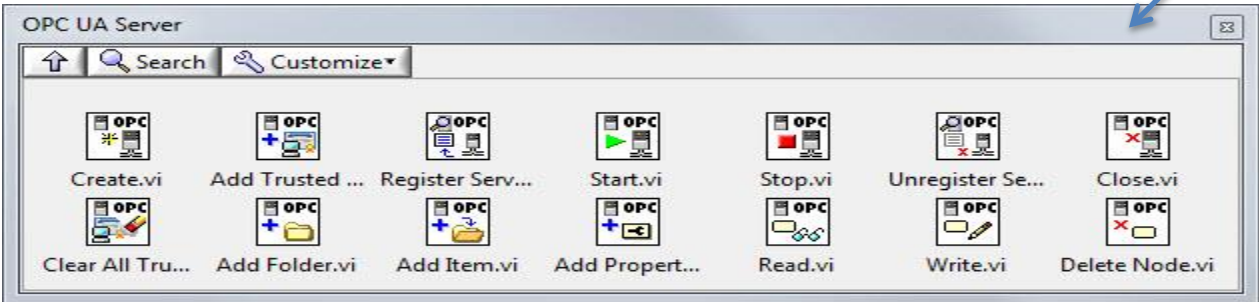 OPC UA Server
Search Customize
OPC OPC OPC OPC OPC OPC OPC
Create.vi Add Trusted ... Register Serv... Start.vi Stop.vi Unregister Se... Close.vi
OPC OPC OPC OPC OPC OPC OPC
Clear All Tru... Add Folder.vi Add Item.vi Add Propert... Read.vi Write.vi Delete Node.vi